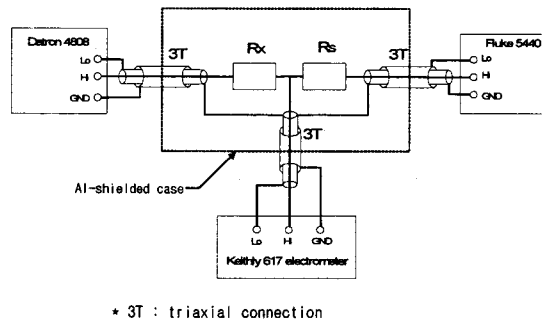 Datron 4808
Lo
Hi
GND
3T
Rx
Rs
3T
Fluke 5440
Lo
Hi
GND
3T
Al-shielded case
Lo
Hi
GND
Keithly 617 electrometer
* 3T : triaxial connection